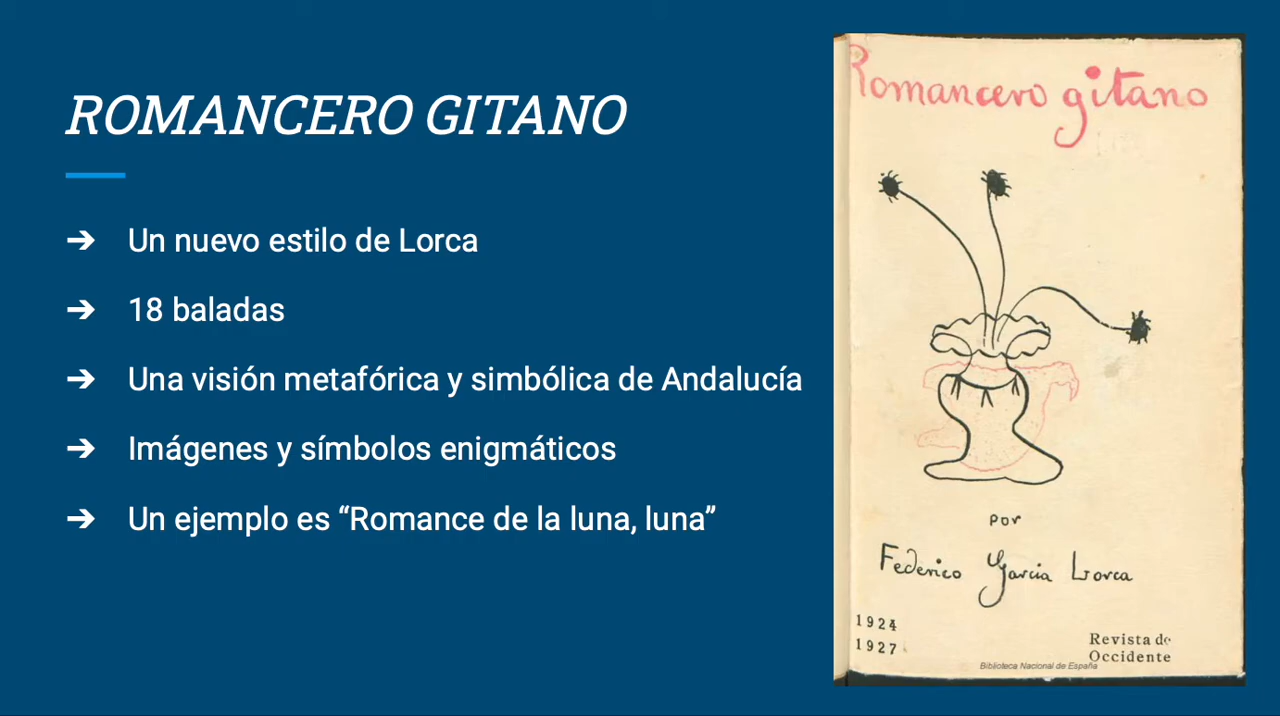 ROMANCERO GITANO
➔ Un nuevo estilo de Lorca
➔ 18 baladas
➔ Una visión metafórica y simbólica de Andalucía
➔ Imágenes y símbolos enigmáticos
➔ Un ejemplo es “Romance de la luna, luna”
Romancero gitano
por
Federico García Lorca
1924
1927
Revista de
Occidente
Biblioteca Nacional de España